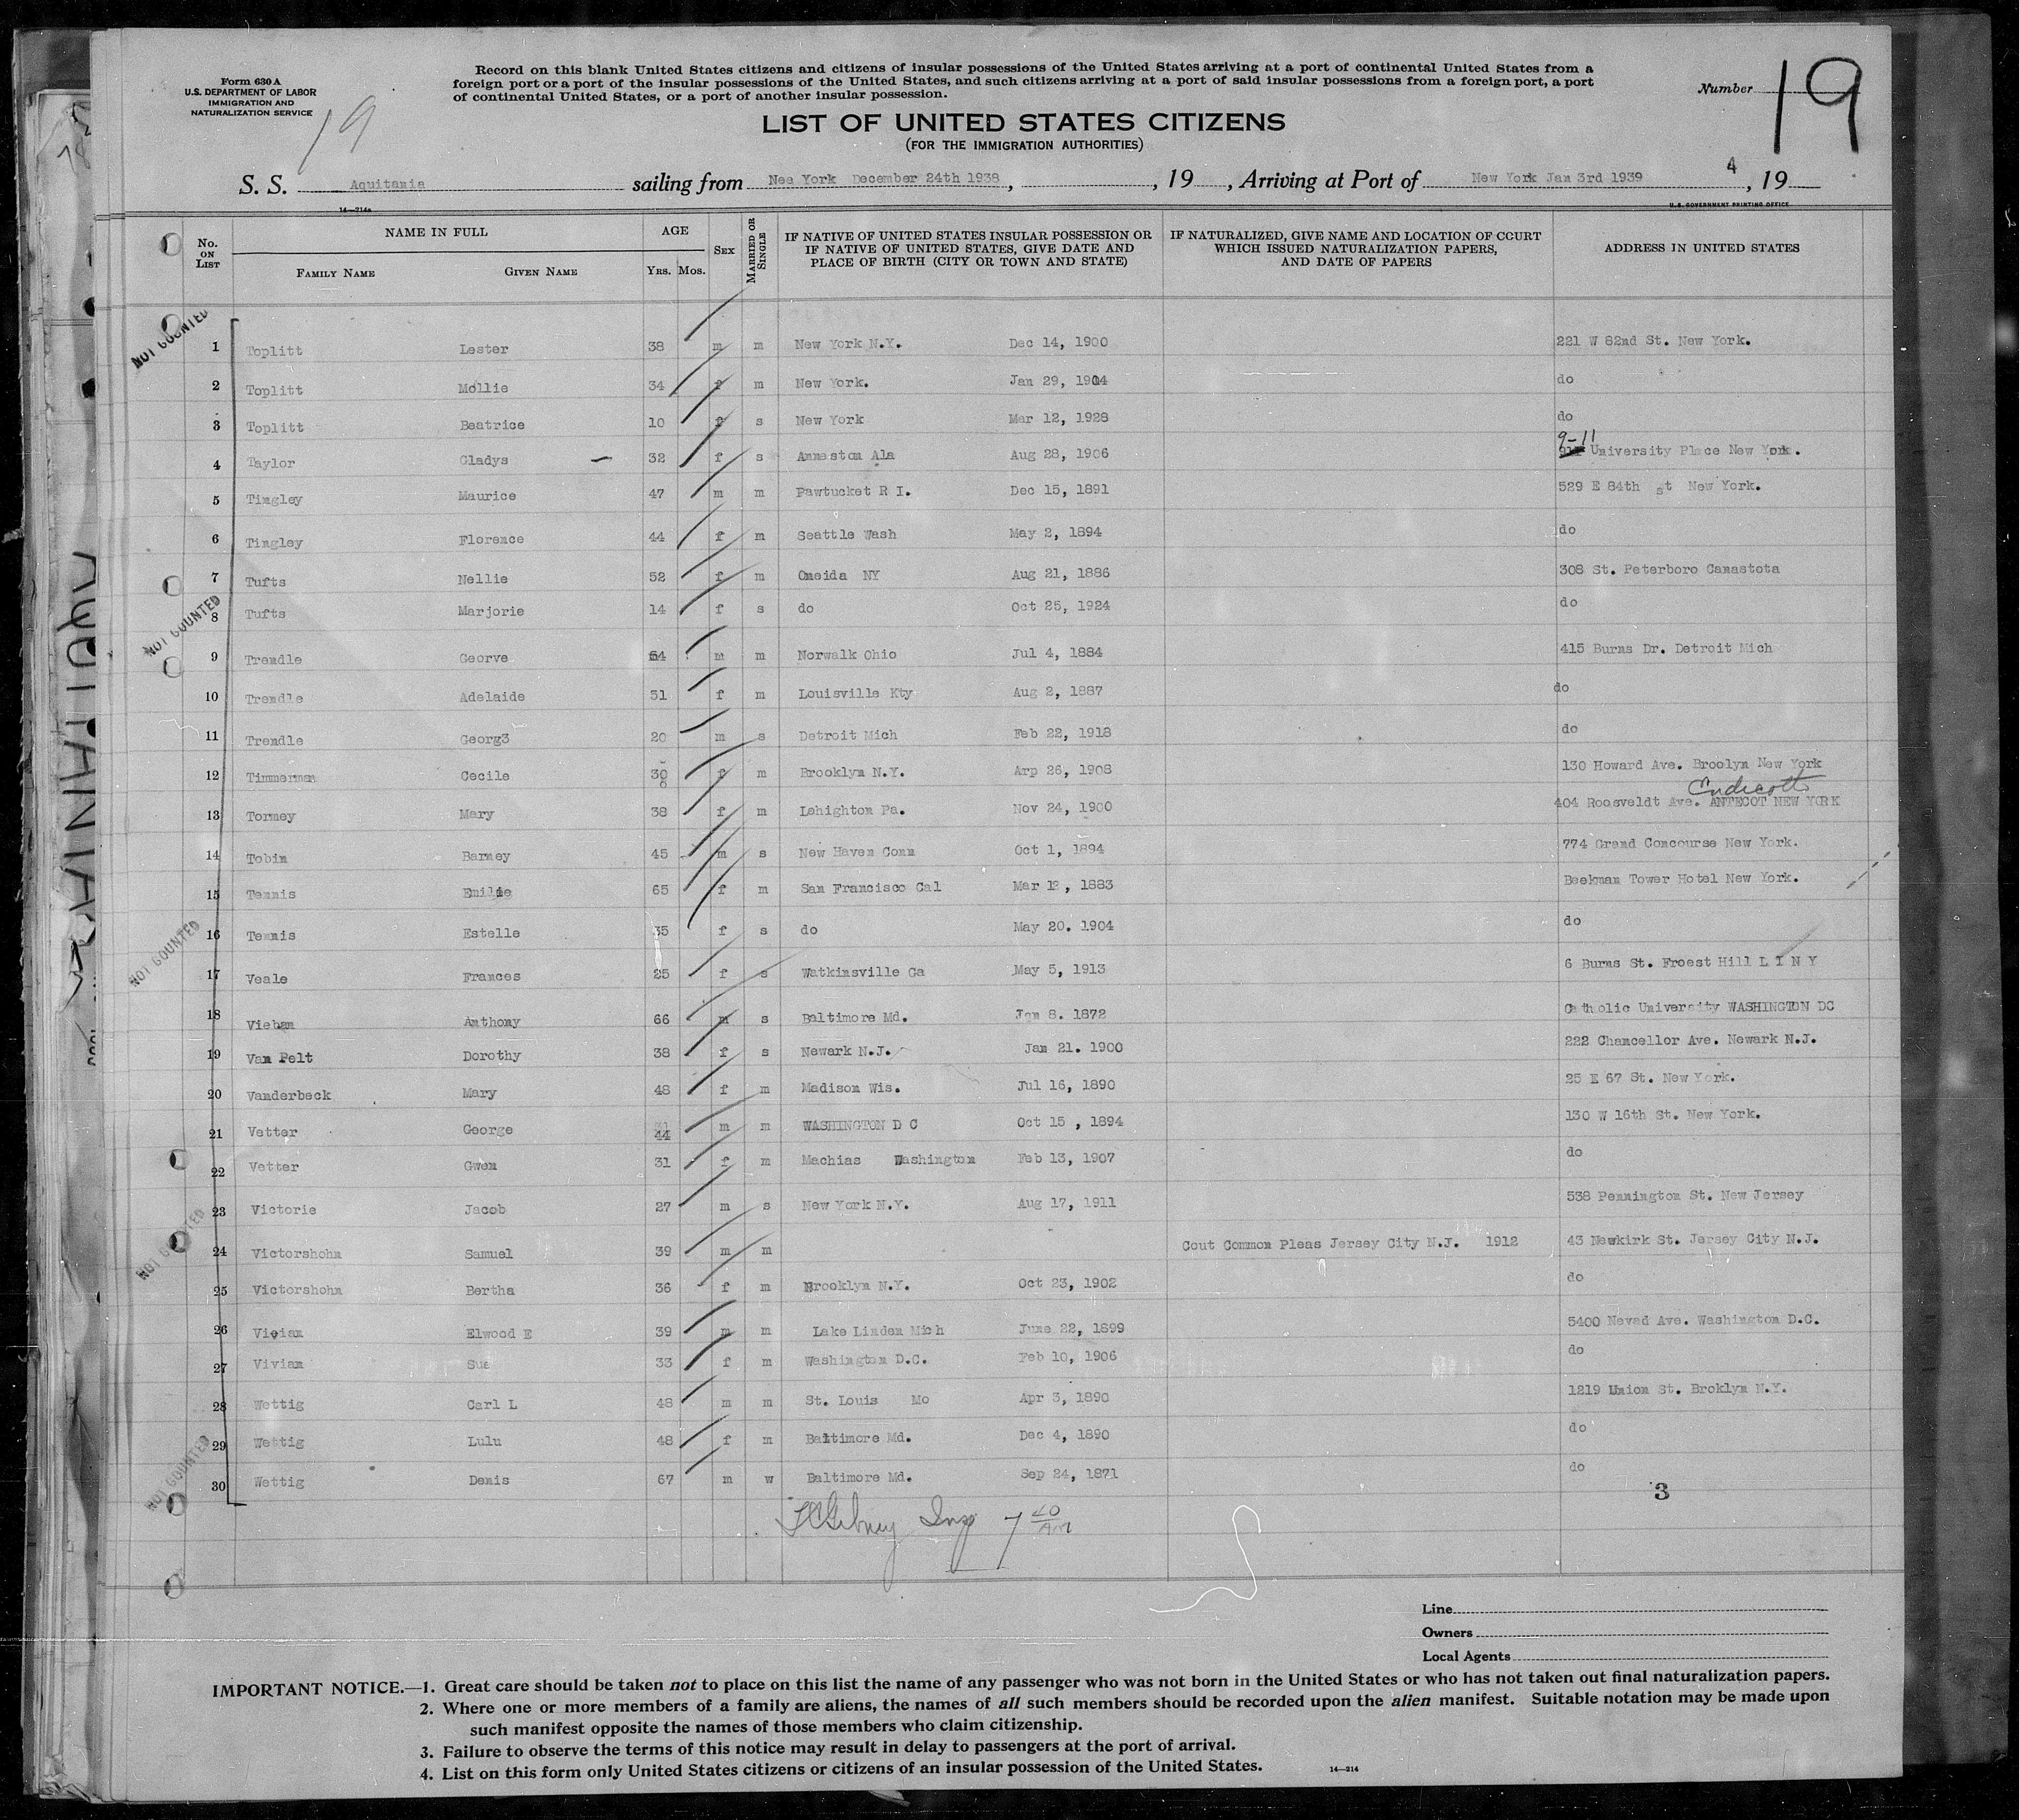 Form 630 A
U.S. DEPARTMENT OF LABOR
IMMIGRATION AND
NATURALIZATION SERVICE
19
Record on this blank United States citizens and citizens of insular possessions of the United States arriving at a port of continental United States from a
foreign port or a port of the insular possessions of the United States, and such citizens arriving at a port of said insular possessions from a foreign port, a port
of continental United States, or a port of another insular possession.
Number 19
LIST OF UNITED STATES CITIZENS
(FOR THE IMMIGRATION AUTHORITIES)
S. S. Aquitania sailing from Nee York December 24th 1938, , 19 , Arriving at Port of New York Jan 3rd 1939 4 , 19
14—214a U.S. GOVERNMENT PRINTING OFFICE
No. ON LIST NAME IN FULL FAMILY NAME GIVEN NAME AGE YRS. MOS. SEX MARRIED OR SINGLE IF NATIVE OF UNITED STATES INSULAR POSSESSION OR IF NATIVE OF UNITED STATES, GIVE DATE AND PLACE OF BIRTH (CITY OR TOWN AND STATE) IF NATURALIZED, GIVE NAME AND LOCATION OF COURT WHICH ISSUED NATURALIZATION PAPERS, AND DATE OF PAPERS ADDRESS IN UNITED STATES
NOT COUNTED
1 Toplitt Lester 38 m m New York N.Y. Dec 14, 1900 221 W 82nd St. New York.
2 Toplitt Mollie 34 f m New York. Jan 29, 1904 do
3 Toplitt Beatrice 10 f s New York Mar 12, 1928 do
4 Taylor Gladys 32 f s Anneston Ala Aug 28, 1906 9-11 University Place New York.
5 Tingley Maurice 47 m m Pawtucket R I. Dec 15, 1891 529 E 84th st New York.
6 Tingley Florence 44 f m Seattle Wash May 2, 1894 do
7 Tufts Nellie 52 f m Oneida NY Aug 21, 1886 308 St. Peterboro Canastota
NOT COUNTED
8 Tufts Marjorie 14 f s do Oct 25, 1924 do
9 Trendle Georve 54 m m Norwalk Ohio Jul 4, 1884 415 Burns Dr. Detroit Mich
10 Trendle Adelaide 51 f m Louisville Kty Aug 2, 1887 do
11 Trendle Georg3 20 m s Detroit Mich Feb 22, 1918 do
12 Timmerman Cecile 30 f m Brooklyn N.Y. Arp 26, 1908 130 Howard Ave. Broolyn New York
Endicott
13 Tormey Mary 38 f m Lehighton Pa. Nov 24, 1900 404 Roosveldt Ave. ANTECOT NEW YORK
14 Tobin Barney 45 m s New Haven Conn Oct 1, 1894 774 Grand Concourse New York.
15 Tennis Emilie 65 f m San Francisco Cal Mar 12, 1883 Beekman Tower Hotel New York.
NOT COUNTED
16 Tennis Estelle 35 f s do May 20. 1904 do
17 Veale Frances 25 f s Watkinsville Ga May 5, 1913 6 Burns St. Froest Hill L I N Y
18 Vieban Anthony 66 m s Baltimore Md. Jan 8. 1872 Catholic University WASHINGTON DC
19 Van Pelt Dorothy 38 f s Newark N.J. Jan 21. 1900 222 Chancellor Ave. Newark N.J.
20 Vanderbeck Mary 48 f m Madison Wis. Jul 16, 1890 25 E 67 St. New York.
21 Vetter George 44 m m WASHINGTON D C Oct 15 , 1894 130 W 16th St. New York.
22 Vetter Gwen 31 f m Machias Washington Feb 13, 1907 do
23 Victorie Jacob 27 m s New York N.Y. Aug 17, 1911 538 Pennington St. New Jersey
NOT COUNTED
24 Victorshohn Samuel 39 m m Cout Common Pleas Jersey City N.J. 1912 43 Newkirk St. Jersey City N.J.
25 Victorshohn Bertha 36 f m Brooklyn N.Y. Oct 23, 1902 do
26 Vivian Elwood E 39 m m Lake Linden Mich June 22, 1899 5400 Nevad Ave. Washington D.C.
27 Vivian Sue 33 f m Washington D.C. Feb 10, 1906 do
28 Wettig Carl L 48 m m St. Louis Mo Apr 3, 1890 1219 Union St. Broklyn N.Y.
29 Wettig Lulu 48 f m Baltimore Md. Dec 4, 1890 do
NOT COUNTED
30 Wettig Denis 67 m w Baltimore Md. Sep 24, 1871 do
3
Insp 7 40 AM
Line
Owners
Local Agents
IMPORTANT NOTICE.—1. Great care should be taken not to place on this list the name of any passenger who was not born in the United States or who has not taken out final naturalization papers.
2. Where one or more members of a family are aliens, the names of all such members should be recorded upon the alien manifest. Suitable notation may be made upon
such manifest opposite the names of those members who claim citizenship.
3. Failure to observe the terms of this notice may result in delay to passengers at the port of arrival.
4. List on this form only United States citizens or citizens of an insular possession of the United States.
14—214
AQUITANIA